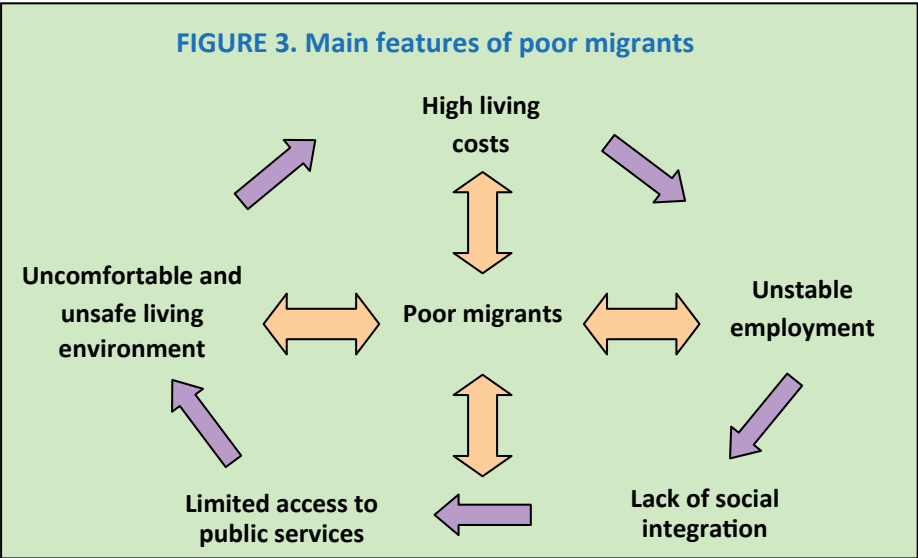 FIGURE 3. Main features of poor migrants
High living
costs
Uncomfortable and
unsafe living
environment
Poor migrants
Unstable
employment
Limited access to
public services
Lack of social
integration